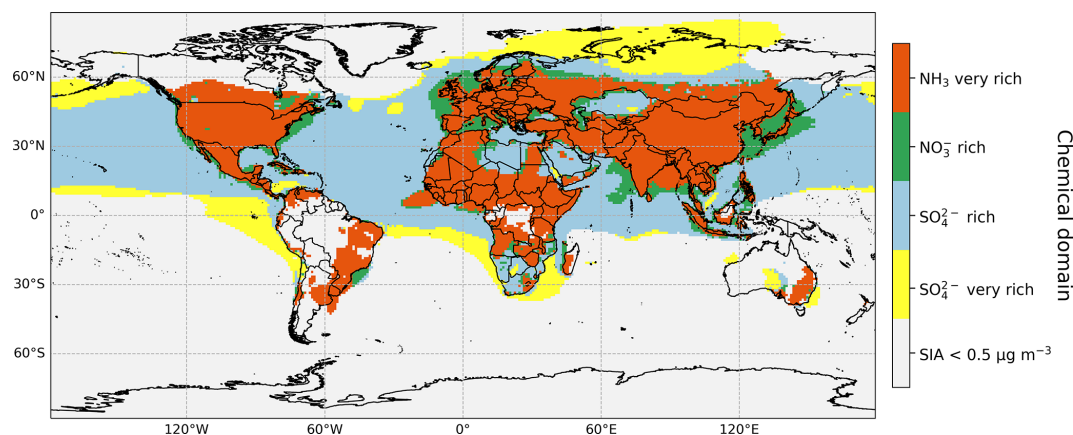 60°N
30°N
0°
30°S
60°S
120°W
60°W
0°
60°E
120°E
NH₃ very rich
NO₃⁻ rich
SO₄²⁻ rich
SO₄²⁻ very rich
SIA < 0.5 μg m⁻³
Chemical domain